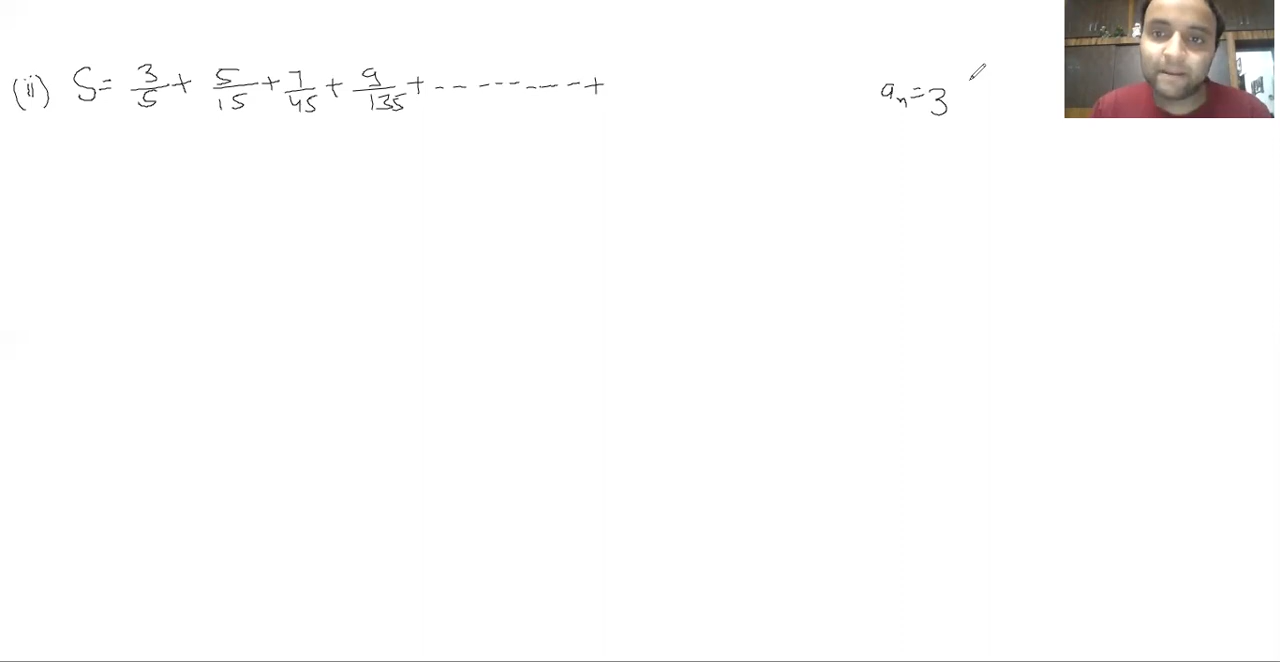 (ii) S = 3/5 + 5/15 + 7/45 + 9/135 + --------- +
aₙ = 3